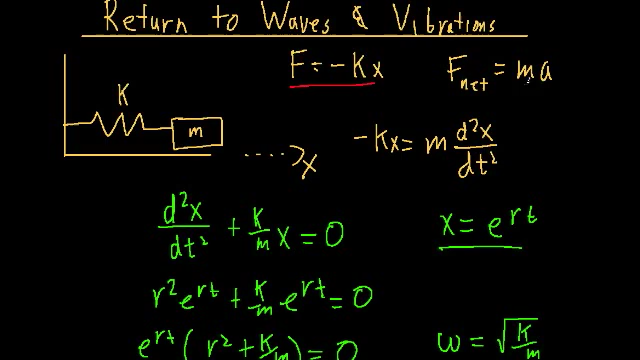 Return to Waves & Vibrations
F = -Kx
F_net = ma
K
m
x
-Kx = m d²x/dt²
d²x/dt² + K/m x = 0
x = e^rt
r²e^rt + K/m e^rt = 0
e^rt ( r² + K/m ) = 0
ω = √K/m